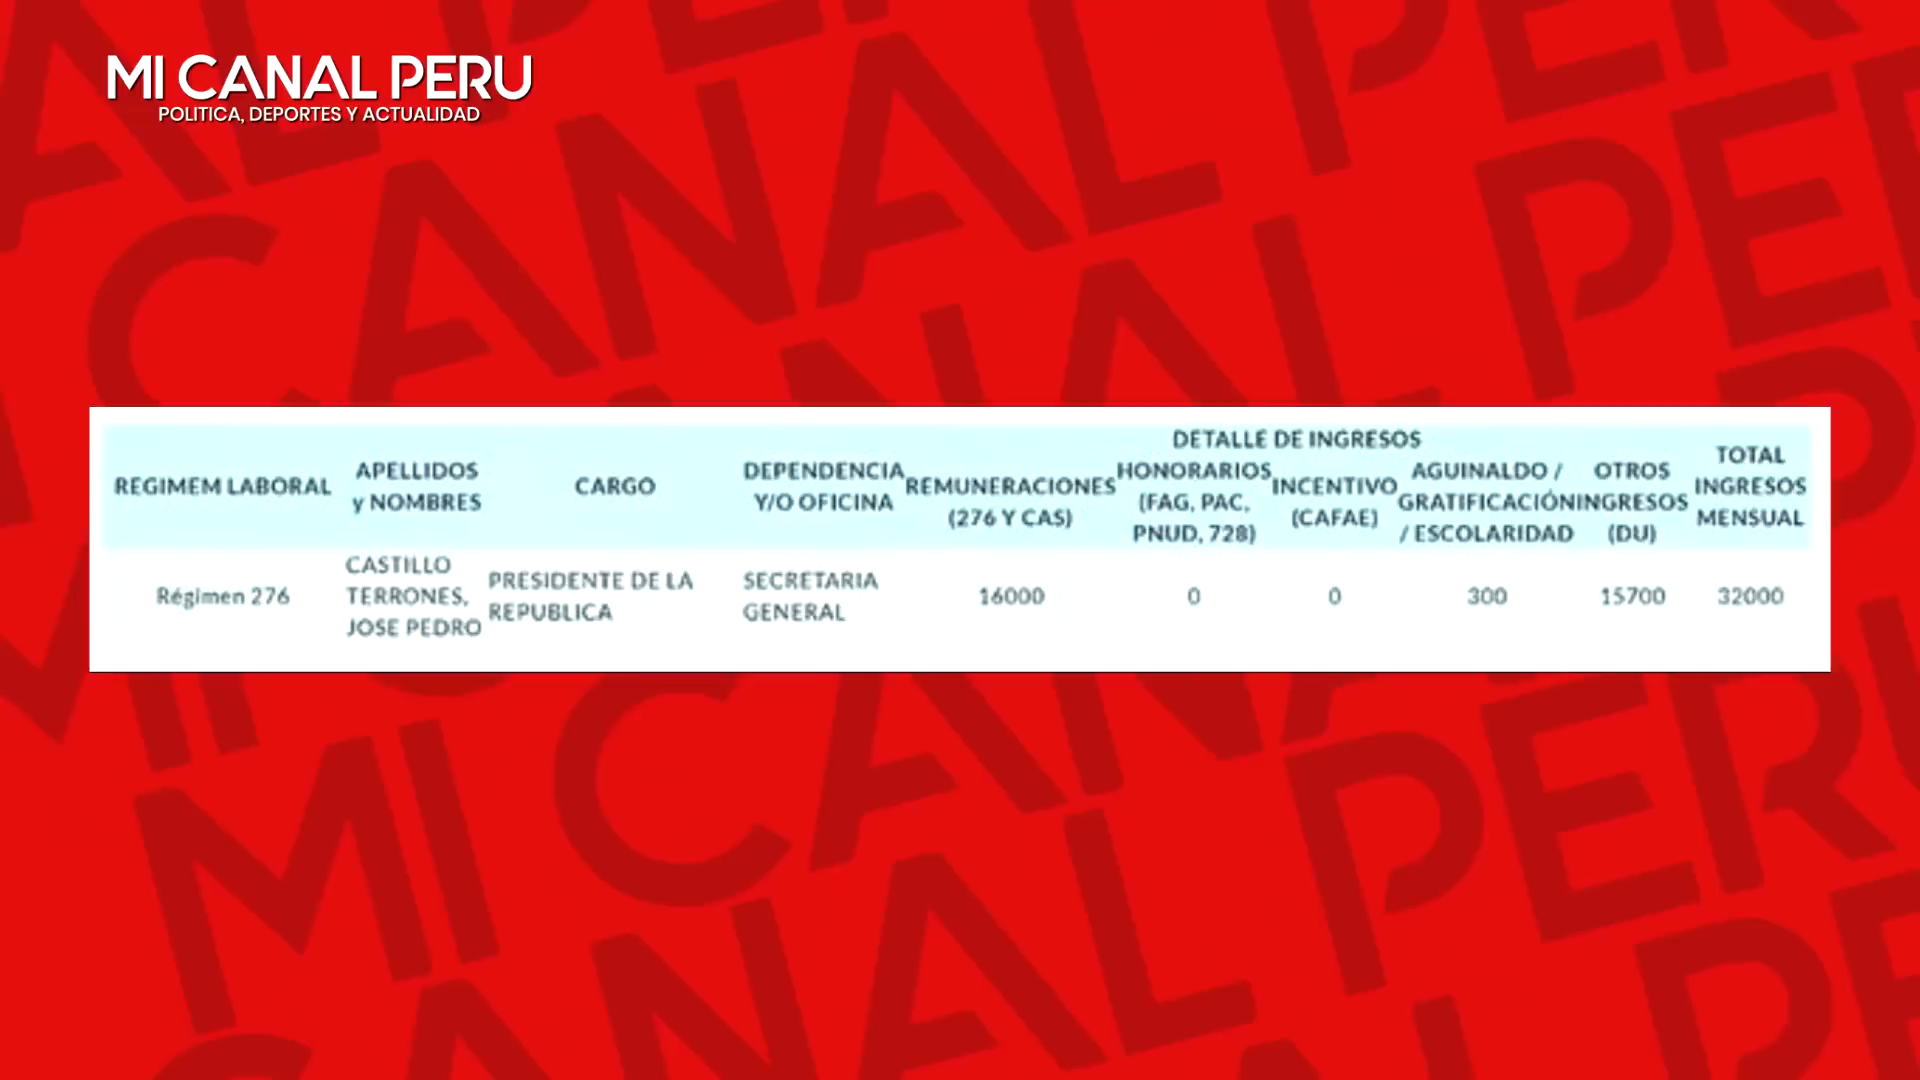 MI CANAL PERU
POLITICA, DEPORTES Y ACTUALIDAD
DETALLE DE INGRESOS
REGIMEM LABORAL
APELLIDOS
y NOMBRES
CARGO
DEPENDENCIA
Y/O OFICINA
REMUNERACIONES
(276 Y CAS)
HONORARIOS
(FAG, PAC,
PNUD, 728)
INCENTIVO
(CAFAE)
AGUINALDO /
GRATIFICACIÓN
/ ESCOLARIDAD
OTROS
INGRESOS
(DU)
TOTAL
INGRESOS
MENSUAL
Régimen 276
CASTILLO
TERRONES,
JOSE PEDRO
PRESIDENTE DE LA
REPUBLICA
SECRETARIA
GENERAL
16000
0
0
300
15700
32000